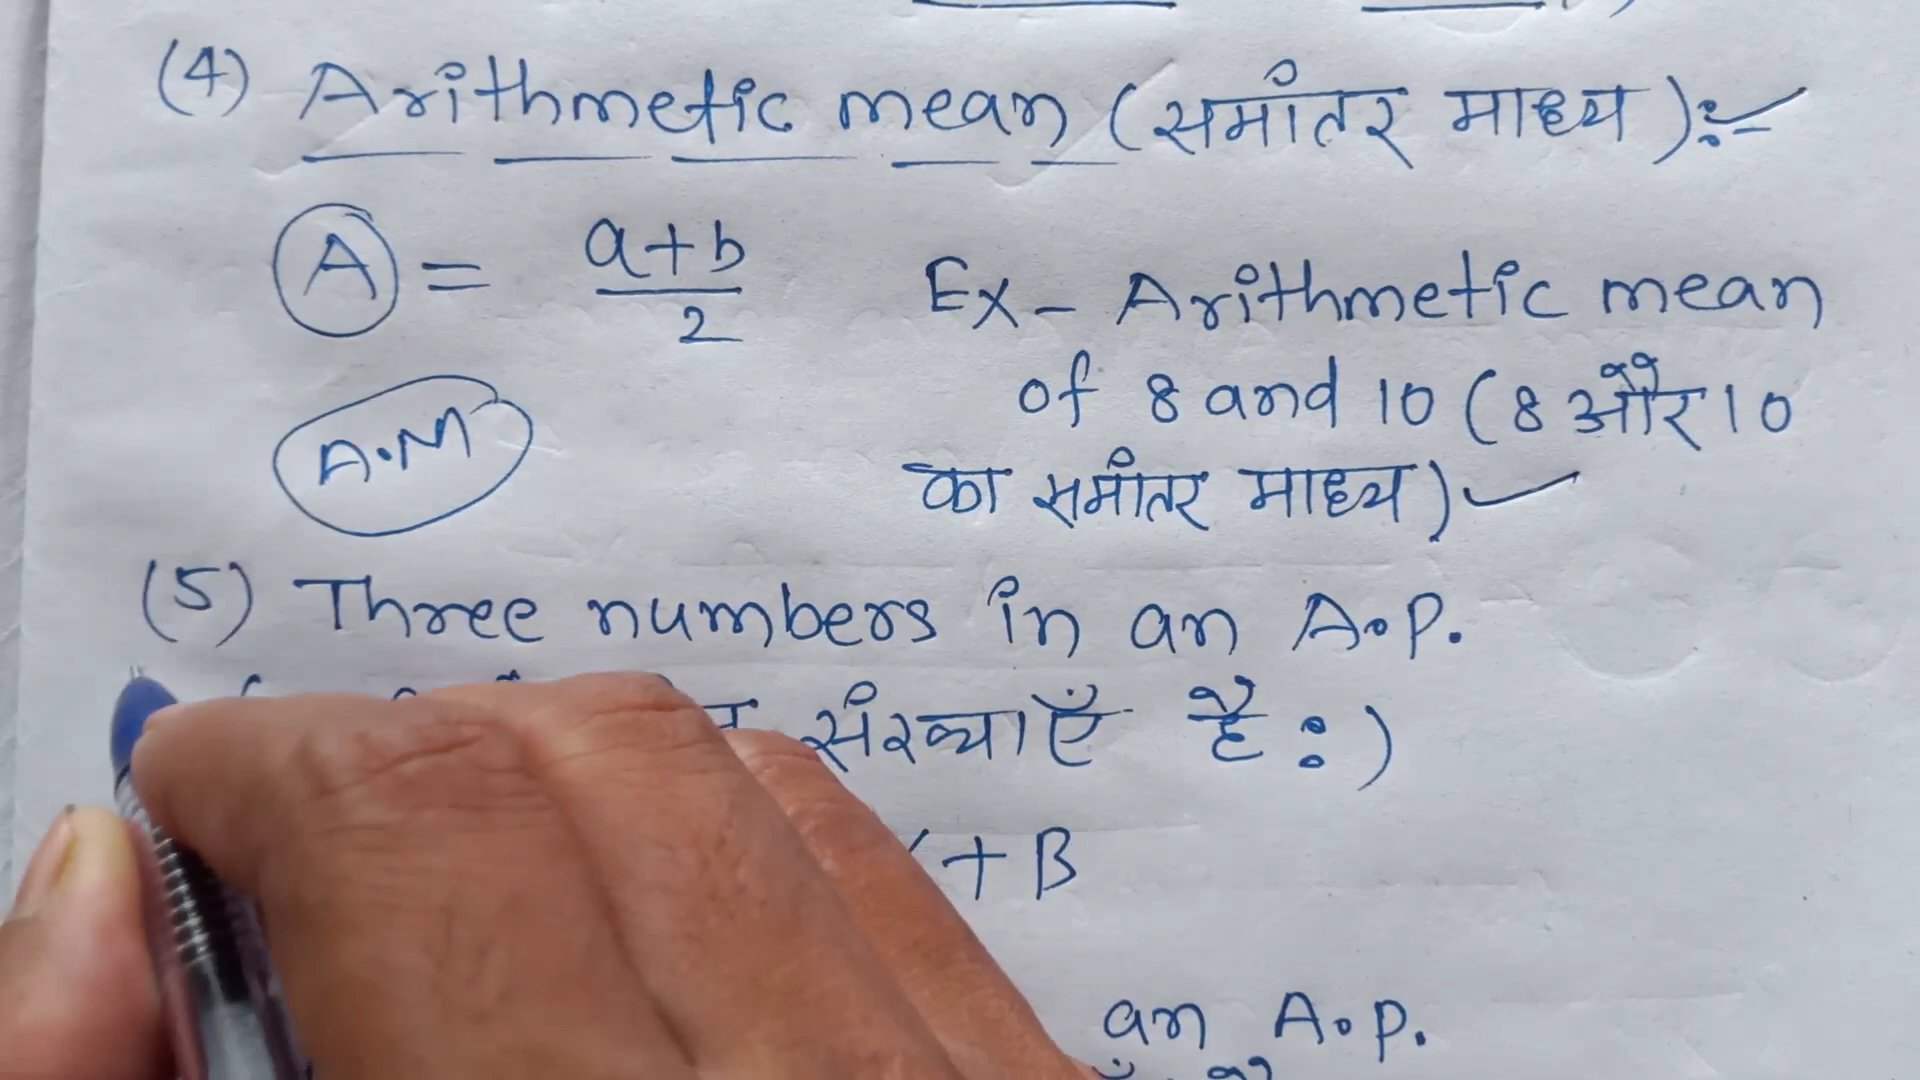 (4) Arithmetic mean (समांतर माध्य):-
A = a+b
2
Ex- Arithmetic mean
of 8 and 10 (8 और 10
का समांतर माध्य)
A.M
(5) Three numbers in an A.P.
संख्याएँ है:)
+ B
an A.P.